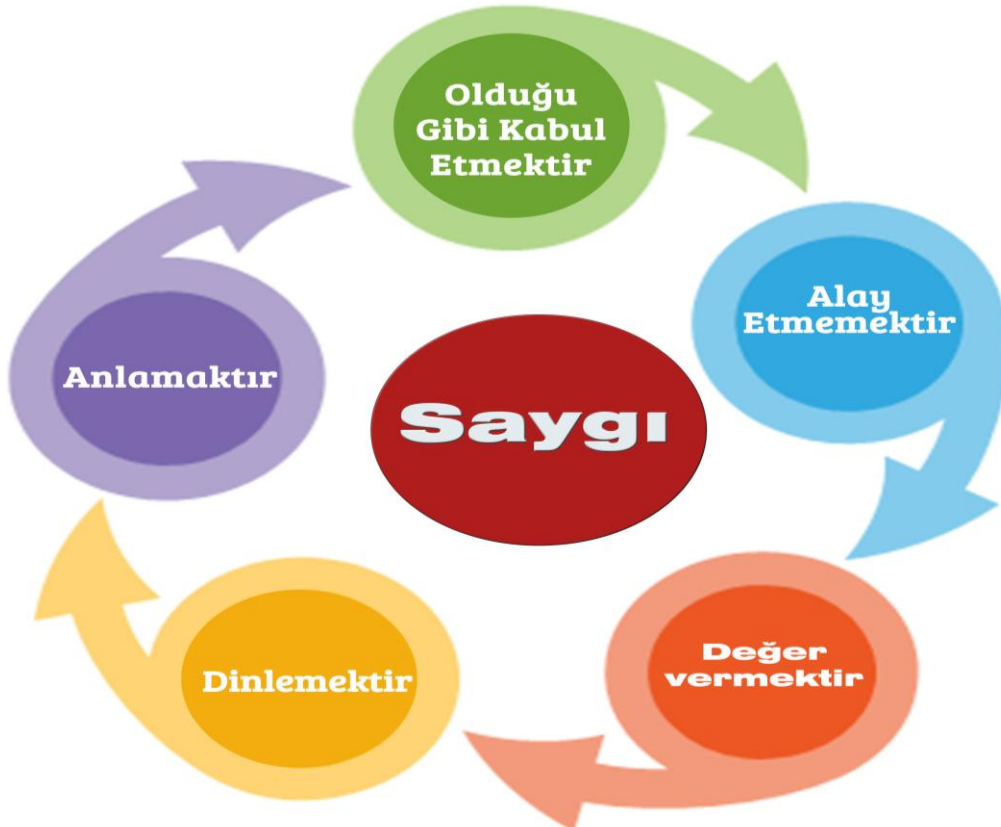 Olduğu
Gibi Kabul
Etmektir
Alay
Etmemektir
Anlamaktır
Saygı
Değer
vermektir
Dinlemektir